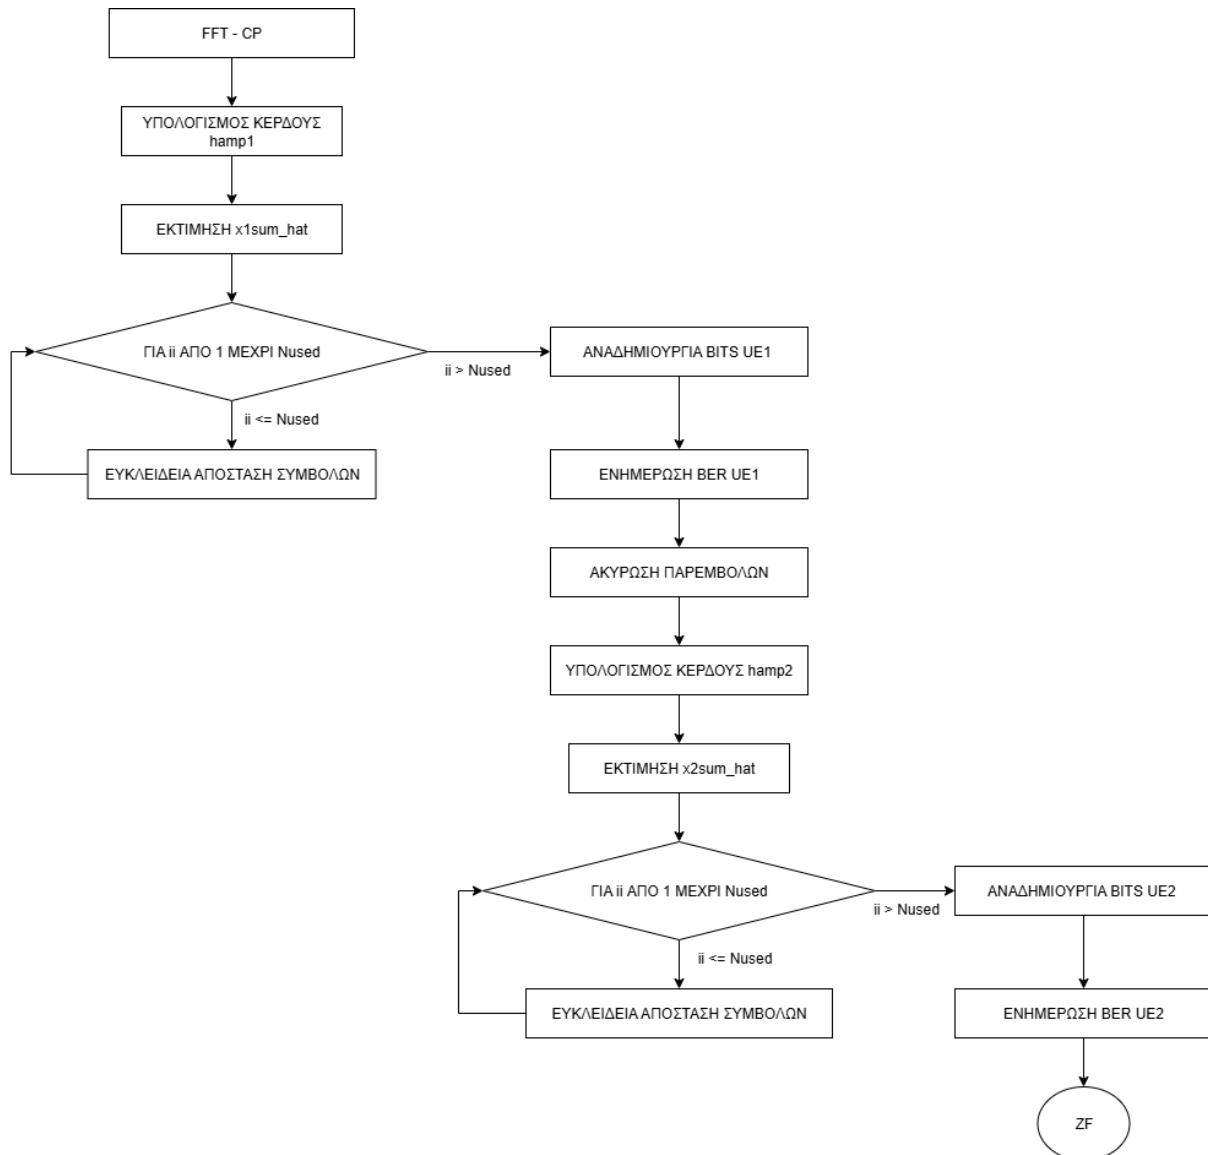 FFT - CP
ΥΠΟΛΟΓΙΣΜΟΣ ΚΕΡΔΟΥΣ
hamp1
ΕΚΤΙΜΗΣΗ x1sum_hat
ΓΙΑ ii ΑΠΟ 1 ΜΕΧΡΙ Nused
ii > Nused
ii <= Nused
ΕΥΚΛΕΙΔΕΙΑ ΑΠΟΣΤΑΣΗ ΣΥΜΒΟΛΩΝ
ΑΝΑΔΗΜΙΟΥΡΓΙΑ BITS UE1
ΕΝΗΜΕΡΩΣΗ BER UE1
ΑΚΥΡΩΣΗ ΠΑΡΕΜΒΟΛΩΝ
ΥΠΟΛΟΓΙΣΜΟΣ ΚΕΡΔΟΥΣ hamp2
ΕΚΤΙΜΗΣΗ x2sum_hat
ΓΙΑ ii ΑΠΟ 1 ΜΕΧΡΙ Nused
ii > Nused
ii <= Nused
ΕΥΚΛΕΙΔΕΙΑ ΑΠΟΣΤΑΣΗ ΣΥΜΒΟΛΩΝ
ΑΝΑΔΗΜΙΟΥΡΓΙΑ BITS UE2
ΕΝΗΜΕΡΩΣΗ BER UE2
ZF